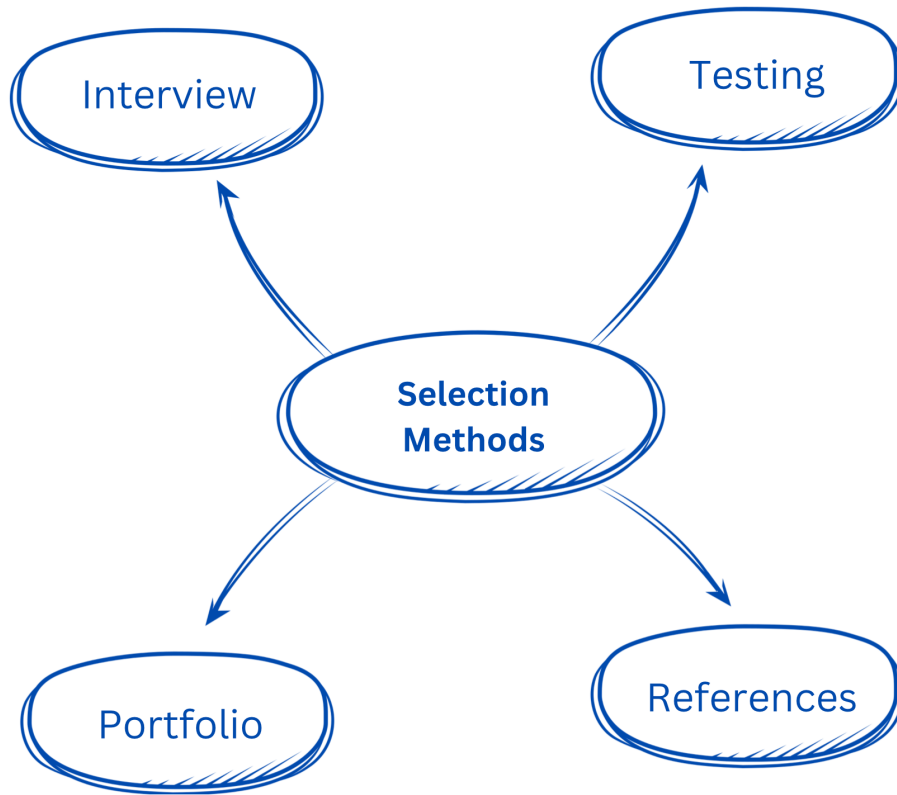 Interview
Testing
Selection
Methods
Portfolio
References